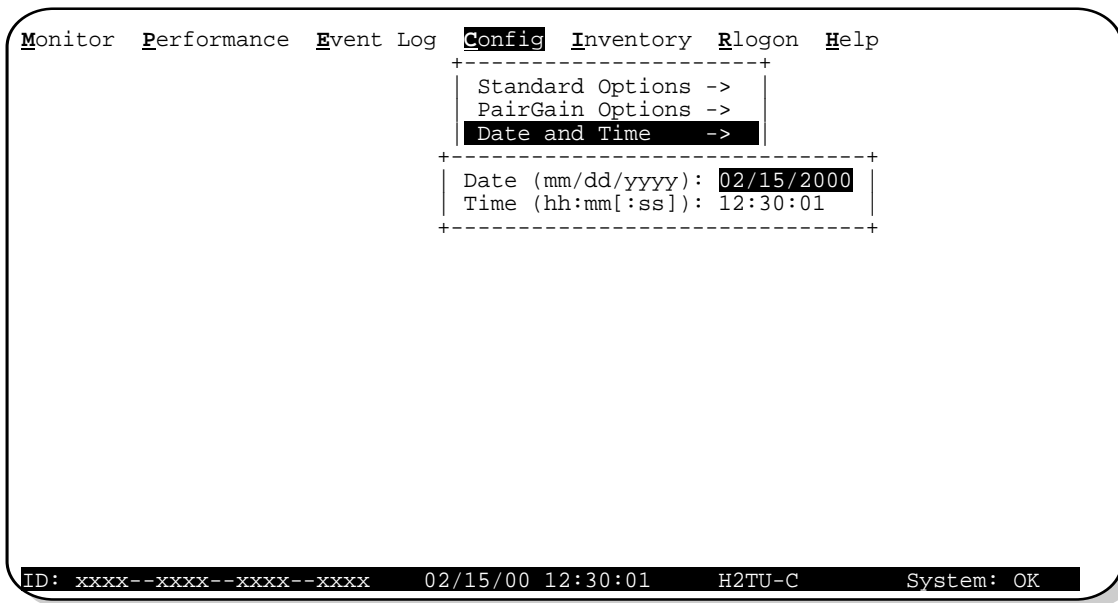 Monitor  Performance  Event Log  Config  Inventory  Rlogon  Help
+----------------------+
| Standard Options ->  |
| PairGain Options ->  |
| Date and Time    ->  |
+-------------------------------+
| Date (mm/dd/yyyy): 02/15/2000 |
| Time (hh:mm[:ss]): 12:30:01   |
+-------------------------------+
ID: xxxx--xxxx--xxxx--xxxx    02/15/00 12:30:01     H2TU-C        System: OK